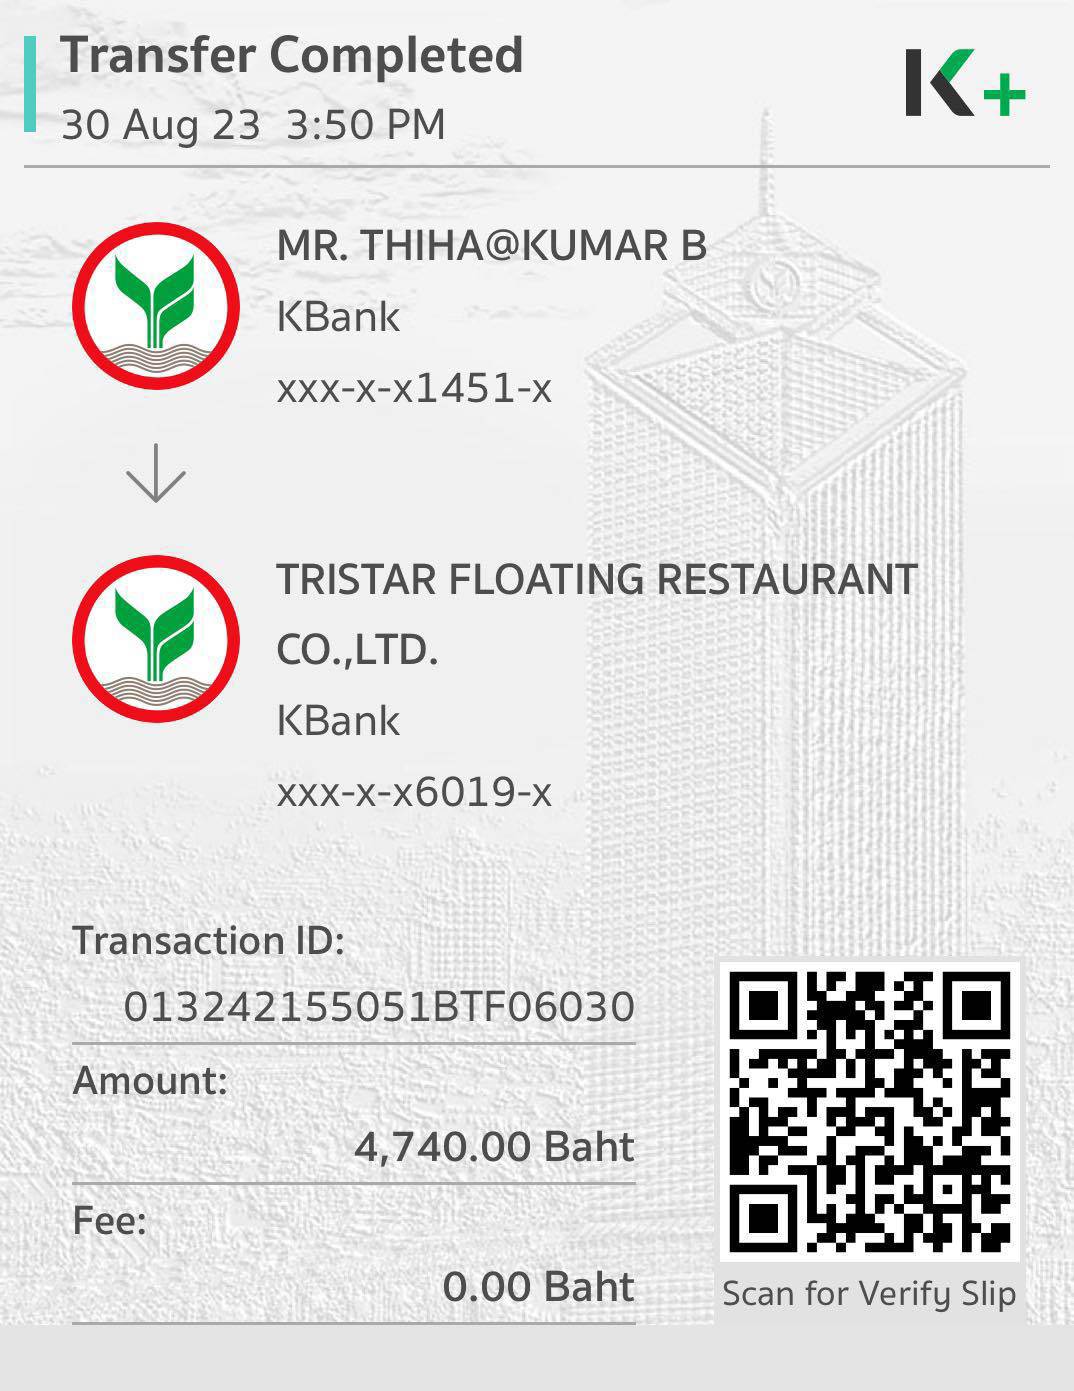 Transfer Completed
30 Aug 23 3:50 PM
K+
MR. THIHA@KUMAR B
KBank
xxx-x-x1451-x
TRISTAR FLOATING RESTAURANT
CO.,LTD.
KBank
xxx-x-x6019-x
Transaction ID:
013242155051BTF06030
Amount:
4,740.00 Baht
Fee:
0.00 Baht
Scan for Verify Slip